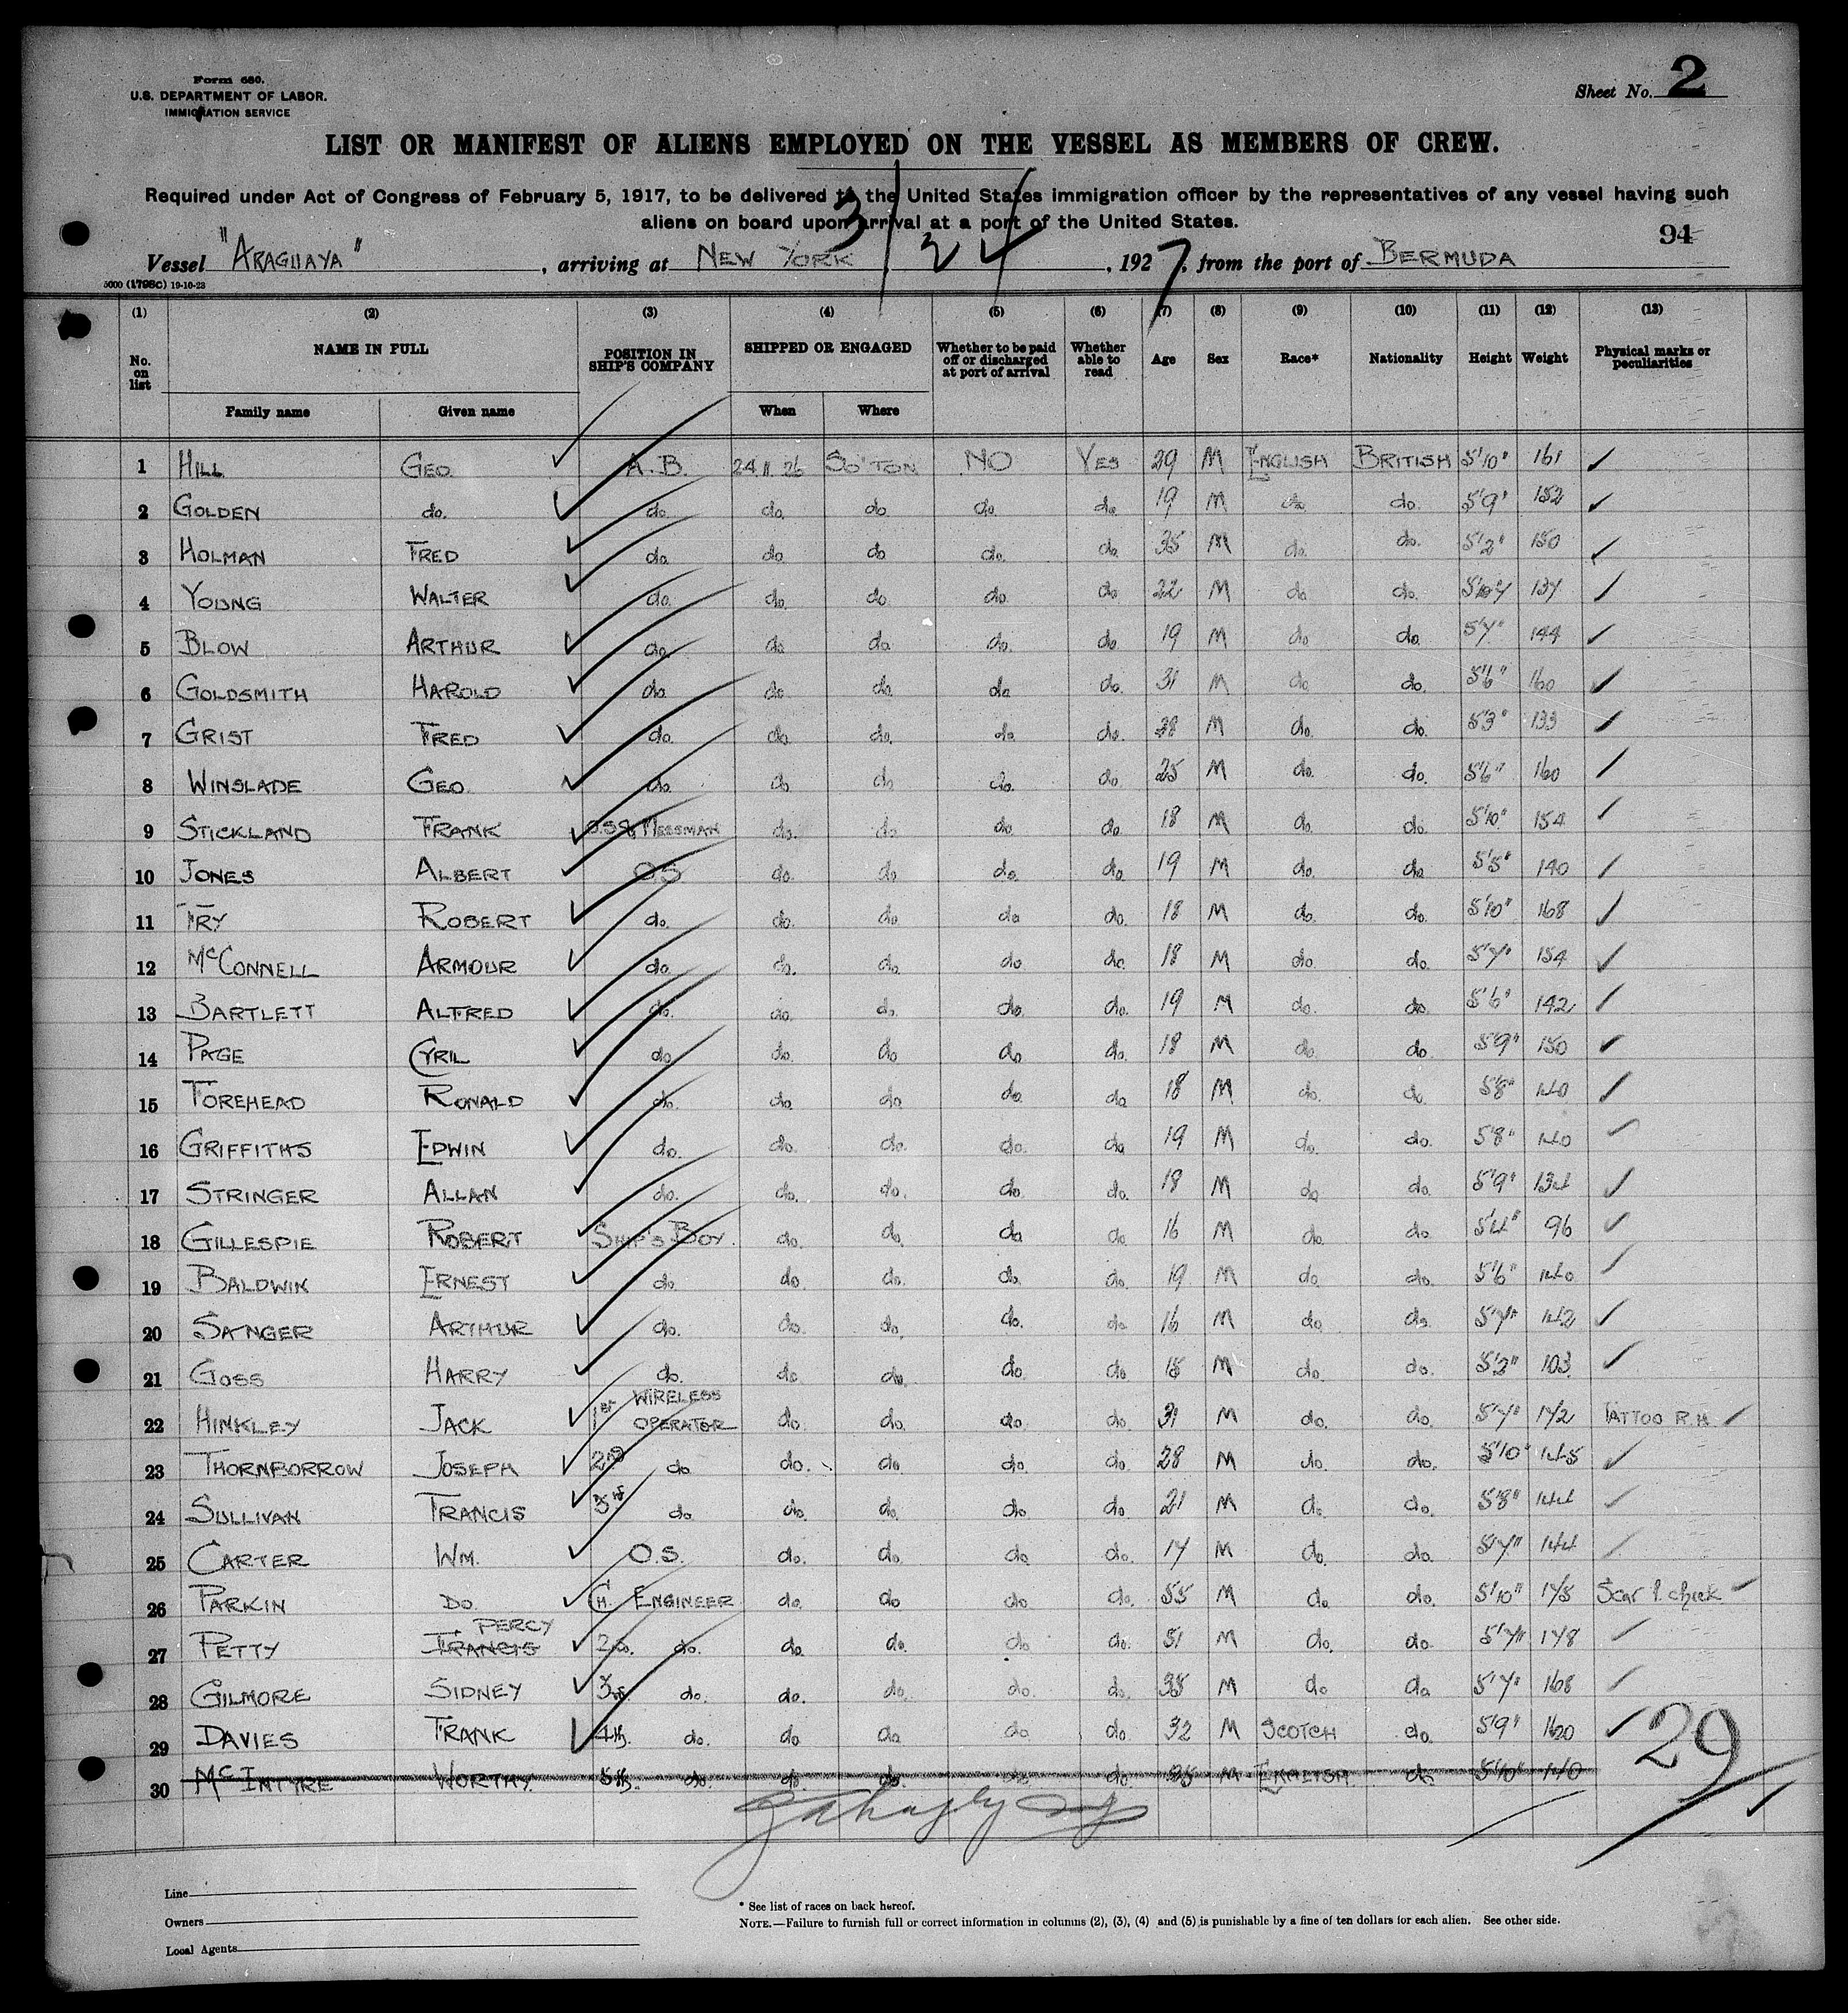 Form 680.
U.S. DEPARTMENT OF LABOR.
IMMIGRATION SERVICE
Sheet No. 2
LIST OR MANIFEST OF ALIENS EMPLOYED ON THE VESSEL AS MEMBERS OF CREW.
Required under Act of Congress of February 5, 1917, to be delivered to the United States immigration officer by the representatives of any vessel having such
aliens on board upon arrival at a port of the United States.
94
Vessel "ARAGUAYA", arriving at NEW YORK 3/24, 1927, from the port of BERMUDA
5000 (1798C) 19-10-23
(1) (2) (3) (4) (5) (6) (7) (8) (9) (10) (11) (12) (13)
No. on list NAME IN FULL POSITION IN SHIP'S COMPANY SHIPPED OR ENGAGED Whether to be paid off or discharged at port of arrival Whether able to read Age Sex Race* Nationality Height Weight Physical marks or peculiarities
Family name Given name When Where
1 HILL GEO. A.B. 24.11.26 SO'TON NO YES 29 M ENGLISH BRITISH 5'10" 161
2 GOLDEN do. do. do. do. do. do. 19 M do. do. 5'9" 152
3 HOLMAN FRED do. do. do. do. do. 35 M do. do. 5'2" 150
4 YOUNG WALTER do. do. do. do. do. 22 M do. do. 137
5 BLOW ARTHUR do. do. do. do. do. 19 M do. do. 5'7" 144
6 GOLDSMITH HAROLD do. do. do. do. do. 31 M do. do. 5'6" 160
7 GRIST FRED do. do. do. do. do. 38 M do. do. 5'3" 133
8 WINSLADE GEO. do. do. do. do. do. 25 M do. do. 5'6" 160
9 STICKLAND FRANK O.S & MESSMAN do. do. do. do. 18 M do. do. 5'10" 154
10 JONES ALBERT O.S do. do. do. do. 19 M do. do. 5'5" 140
11 FRY ROBERT do. do. do. do. do. 18 M do. do. 5'10" 168
12 McCONNELL ARMOUR do. do. do. do. do. 18 M do. do. 5'7" 154
13 BARTLETT ALFRED do. do. do. do. do. 19 M do. do. 5'6" 142
14 PAGE CYRIL do. do. do. do. do. 18 M do. do. 5'9" 150
15 FOREHEAD RONALD do. do. do. do. do. 18 M do. do. 5'8" 140
16 GRIFFITHS EDWIN do. do. do. do. do. 19 M do. do. 5'8" 140
17 STRINGER ALLAN do. do. do. do. do. 18 M do. do. 5'9" 134
18 GILLESPIE ROBERT SHIP'S BOY do. do. do. do. 16 M do. do. 5'4" 96
19 BALDWIN ERNEST do. do. do. do. do. 19 M do. do. 5'6" 140
20 SANGER ARTHUR do. do. do. do. do. 16 M do. do. 5'7" 142
21 GOSS HARRY do. do. do. do. do. 15 M do. do. 5'2" 103
22 HINKLEY JACK 1ST WIRELESS OPERATOR do. do. do. do. 31 M do. do. 5'7" 172 TATTOO R.H.
23 THORNBORROW JOSEPH 2ND do. do. do. do. do. 28 M do. do. 5'10" 145
24 SULLIVAN FRANCIS 3RD do. do. do. do. do. 21 M do. do. 5'8" 144
25 CARTER WM. O.S. do. do. do. do. 17 M do. do. 5'7" 144
26 PARKIN DO. CH. ENGINEER do. do. do. do. 55 M do. do. 5'10" 175 Scar l. cheek
27 PETTY FRANCIS PERCY 2ND. do. do. do. do. do. 51 M do. do. 5'7" 178
28 GILMORE SIDNEY 3RD. do. do. do. do. do. 35 M do. do. 5'7" 168
29 DAVIES FRANK 4TH. do. do. do. do. do. 32 M SCOTCH do. 5'9" 160
30 McINTYRE WORTHY. 5TH. do. do. do. do. do. 25 M ENGLISH. do. 5'10" 140
29
Line
Owners
Local Agents
* See list of races on back hereof.
NOTE.—Failure to furnish full or correct information in columns (2), (3), (4) and (5) is punishable by a fine of ten dollars for each alien. See other side.